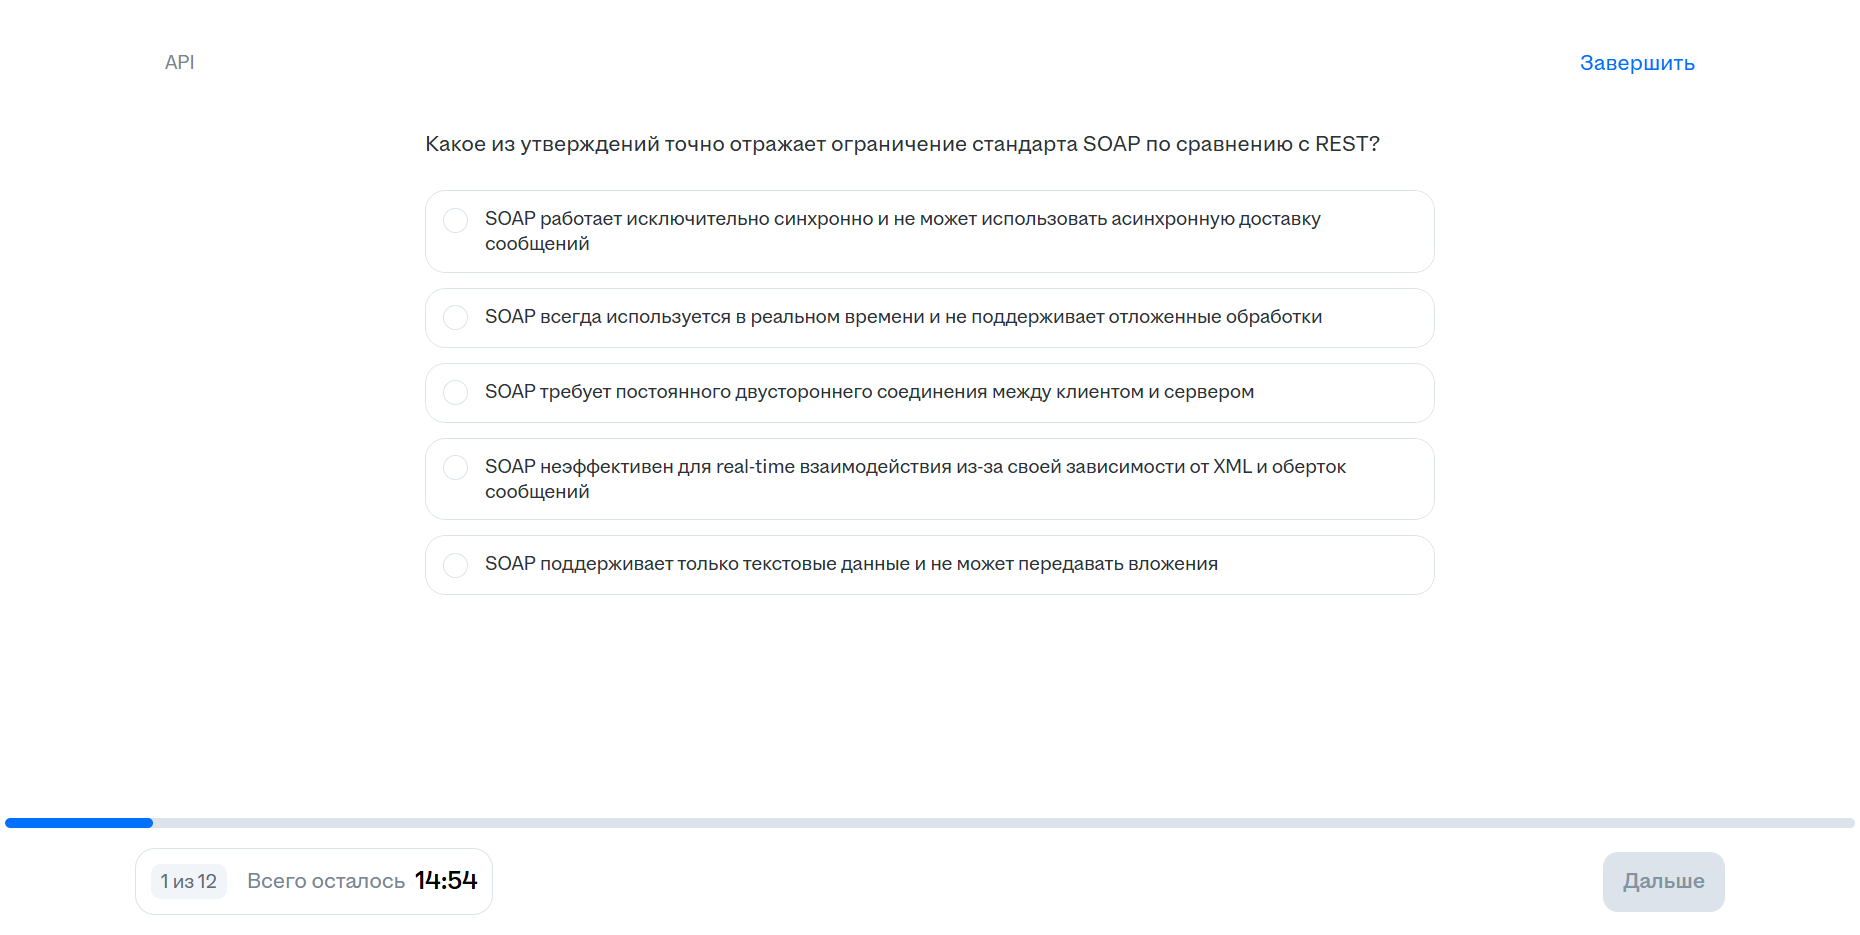 API
Завершить
Какое из утверждений точно отражает ограничение стандарта SOAP по сравнению с REST?
SOAP работает исключительно синхронно и не может использовать асинхронную доставку
сообщений
SOAP всегда используется в реальном времени и не поддерживает отложенные обработки
SOAP требует постоянного двустороннего соединения между клиентом и сервером
SOAP неэффективен для real-time взаимодействия из-за своей зависимости от XML и оберток
сообщений
SOAP поддерживает только текстовые данные и не может передавать вложения
1 из 12 Всего осталось 14:54
Дальше